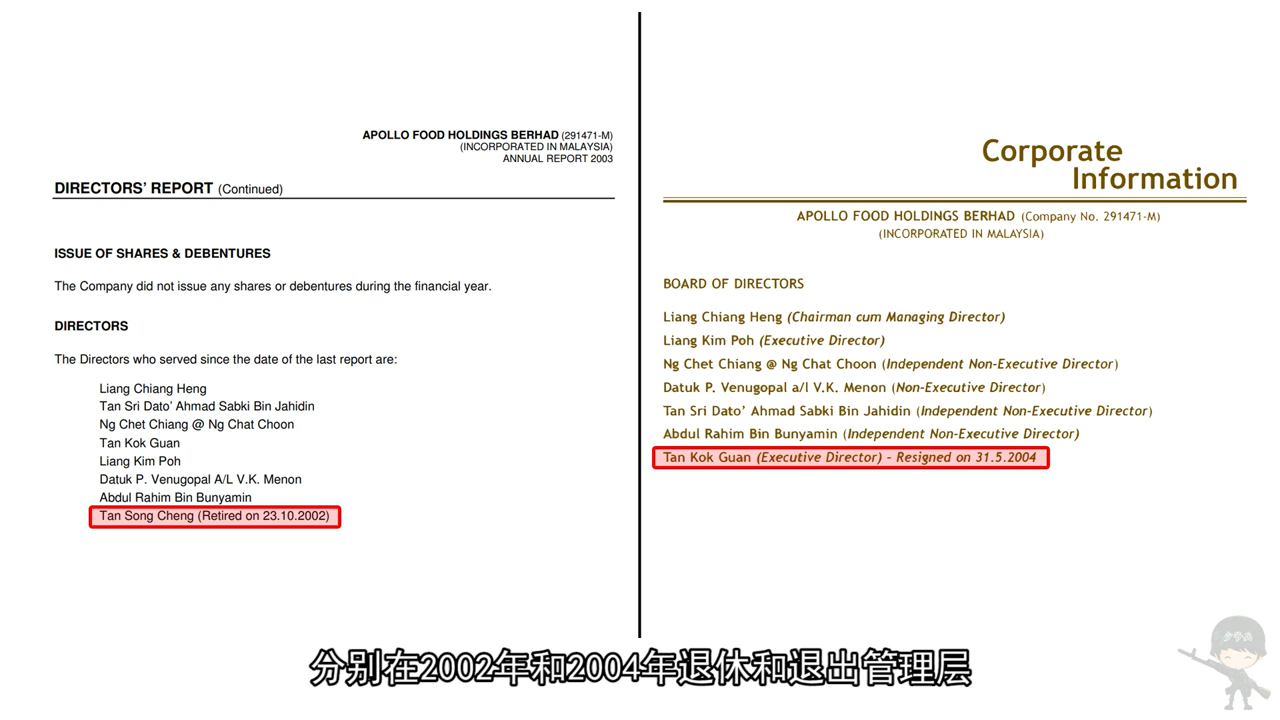 APOLLO FOOD HOLDINGS BERHAD (291471-M)
(INCORPORATED IN MALAYSIA)
ANNUAL REPORT 2003
DIRECTORS' REPORT (Continued)
ISSUE OF SHARES & DEBENTURES
The Company did not issue any shares or debentures during the financial year.
DIRECTORS
The Directors who served since the date of the last report are:
Liang Chiang Heng
Tan Sri Dato' Ahmad Sabki Bin Jahidin
Ng Chet Chiang @ Ng Chat Choon
Tan Kok Guan
Liang Kim Poh
Datuk P. Venugopal A/L V.K. Menon
Abdul Rahim Bin Bunyamin
Tan Song Cheng (Retired on 23.10.2002)
Corporate
Information
APOLLO FOOD HOLDINGS BERHAD (Company No. 291471-M)
(INCORPORATED IN MALAYSIA)
BOARD OF DIRECTORS
Liang Chiang Heng (Chairman cum Managing Director)
Liang Kim Poh (Executive Director)
Ng Chet Chiang @ Ng Chat Choon (Independent Non-Executive Director)
Datuk P. Venugopal a/l V.K. Menon (Non-Executive Director)
Tan Sri Dato' Ahmad Sabki Bin Jahidin (Independent Non-Executive Director)
Abdul Rahim Bin Bunyamin (Independent Non-Executive Director)
Tan Kok Guan (Executive Director) - Resigned on 31.5.2004
分别在2002年和2004年退休和退出管理层